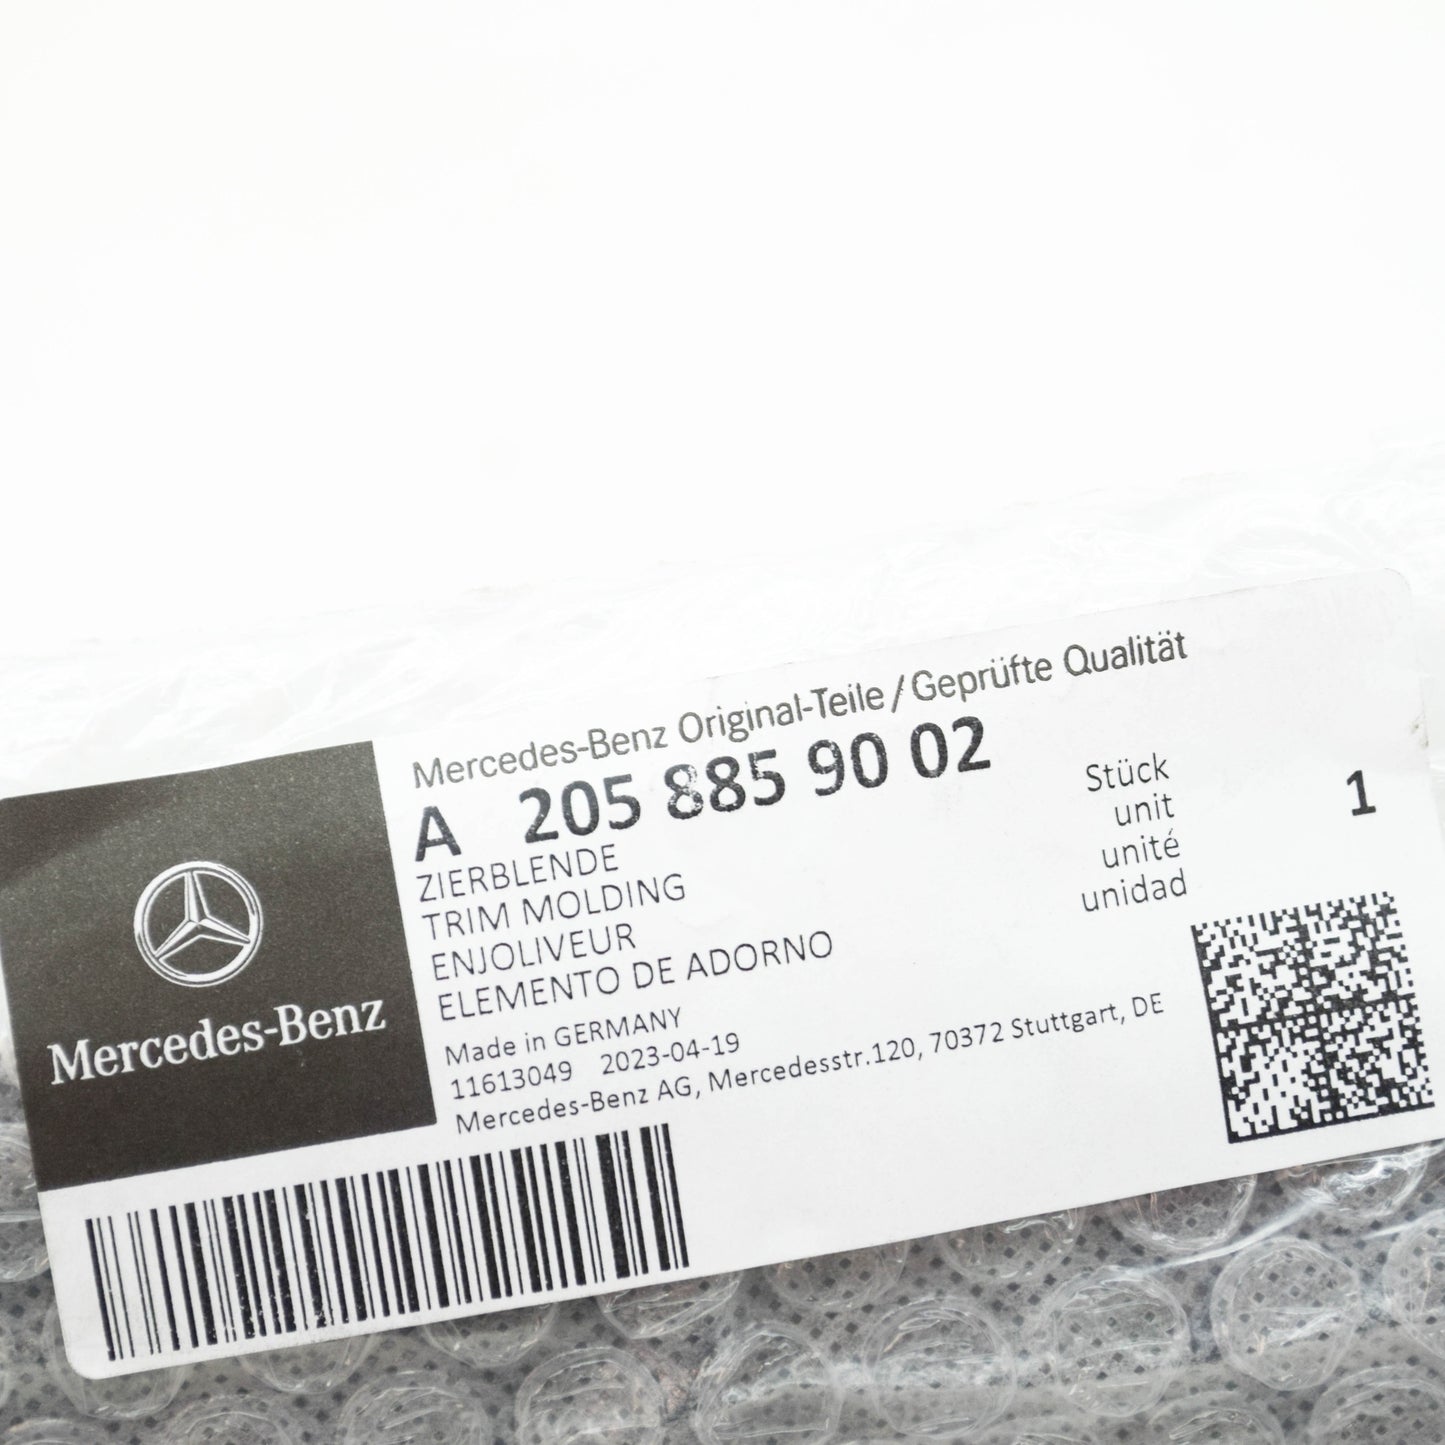 Mercedes-Benz Original-Teile / Geprüfte Qualität
A 205 885 90 02
ZIERBLENDE
TRIM MOLDING
ENJOLIVEUR
ELEMENTO DE ADORNO
Stück
unit
unité
unidad
1
Made in GERMANY
11613049 2023-04-19
Mercedes-Benz AG, Mercedesstr.120, 70372 Stuttgart, DE
Mercedes-Benz